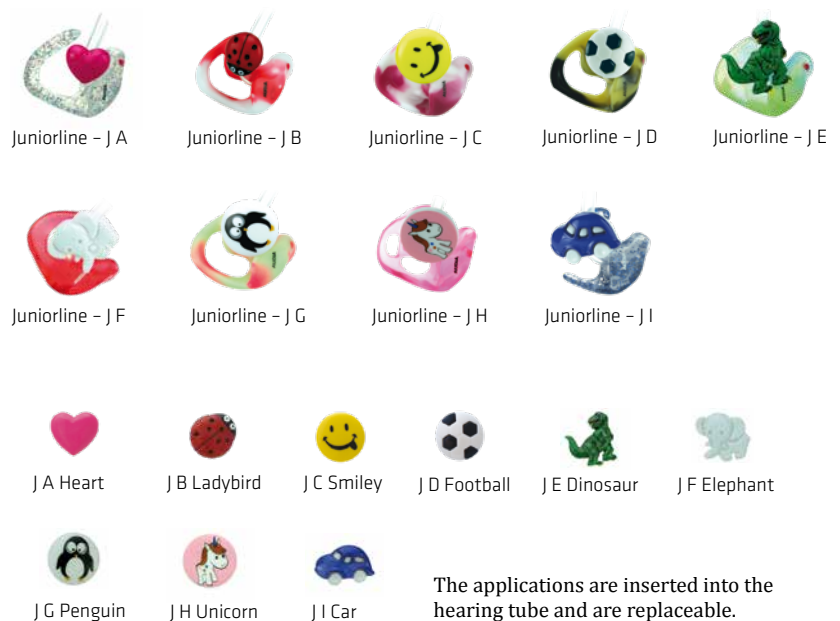 Juniorline – J A
Juniorline – J B
Juniorline – J C
Juniorline – J D
Juniorline – J E
Juniorline – J F
Juniorline – J G
Juniorline – J H
Juniorline – J I
J A Heart
J B Ladybird
J C Smiley
J D Football
J E Dinosaur
J F Elephant
J G Penguin
J H Unicorn
J I Car
The applications are inserted into the
hearing tube and are replaceable.